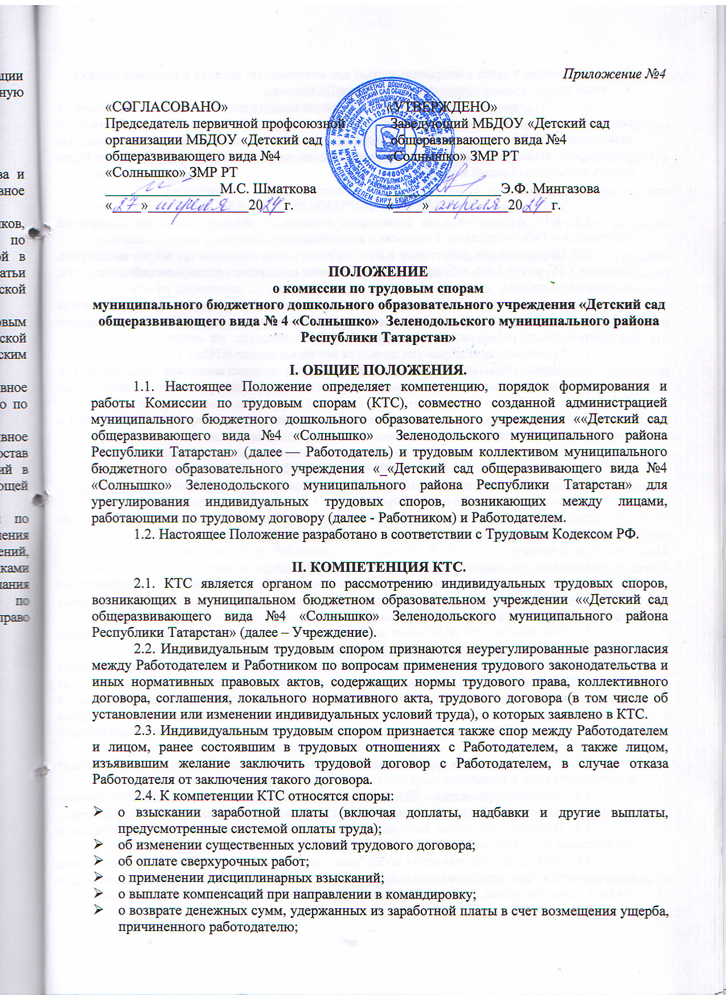 Приложение №4
«СОГЛАСОВАНО»
Председатель первичной профсоюзной
организации МБДОУ «Детский сад
общеразвивающего вида №4
«Солнышко» ЗМР РТ
М.С. Шматкова
«27» апреля 2024 г.
«УТВЕРЖДЕНО»
Заведующий МБДОУ «Детский сад
общеразвивающего вида №4
«Солнышко» ЗМР РТ
Э.Ф. Мингазова
«27» апреля 2024 г.
ПОЛОЖЕНИЕ
о комиссии по трудовым спорам
муниципального бюджетного дошкольного образовательного учреждения «Детский сад
общеразвивающего вида № 4 «Солнышко» Зеленодольского муниципального района
Республики Татарстан»
I. ОБЩИЕ ПОЛОЖЕНИЯ.
1.1. Настоящее Положение определяет компетенцию, порядок формирования и
работы Комиссии по трудовым спорам (КТС), совместно созданной администрацией
муниципального бюджетного дошкольного образовательного учреждения ««Детский сад
общеразвивающего вида №4 «Солнышко» Зеленодольского муниципального района
Республики Татарстан» (далее — Работодатель) и трудовым коллективом муниципального
бюджетного образовательного учреждения «_«Детский сад общеразвивающего вида №4
«Солнышко» Зеленодольского муниципального района Республики Татарстан» для
урегулирования индивидуальных трудовых споров, возникающих между лицами,
работающими по трудовому договору (далее - Работником) и Работодателем.
1.2. Настоящее Положение разработано в соответствии с Трудовым Кодексом РФ.
II. КОМПЕТЕНЦИЯ КТС.
2.1. КТС является органом по рассмотрению индивидуальных трудовых споров,
возникающих в муниципальном бюджетном образовательном учреждении ««Детский сад
общеразвивающего вида №4 «Солнышко» Зеленодольского муниципального района
Республики Татарстан» (далее – Учреждение).
2.2. Индивидуальным трудовым спором признаются неурегулированные разногласия
между Работодателем и Работником по вопросам применения трудового законодательства и
иных нормативных правовых актов, содержащих нормы трудового права, коллективного
договора, соглашения, локального нормативного акта, трудового договора (в том числе об
установлении или изменении индивидуальных условий труда), о которых заявлено в КТС.
2.3. Индивидуальным трудовым спором признается также спор между Работодателем
и лицом, ранее состоявшим в трудовых отношениях с Работодателем, а также лицом,
изъявившим желание заключить трудовой договор с Работодателем, в случае отказа
Работодателя от заключения такого договора.
2.4. К компетенции КТС относятся споры:
➢ о взыскании заработной платы (включая доплаты, надбавки и другие выплаты,
предусмотренные системой оплаты труда);
➢ об изменении существенных условий трудового договора;
➢ об оплате сверхурочных работ;
➢ о применении дисциплинарных взысканий;
➢ о выплате компенсаций при направлении в командировку;
➢ о возврате денежных сумм, удержанных из заработной платы в счет возмещения ущерба,
причиненного работодателю;